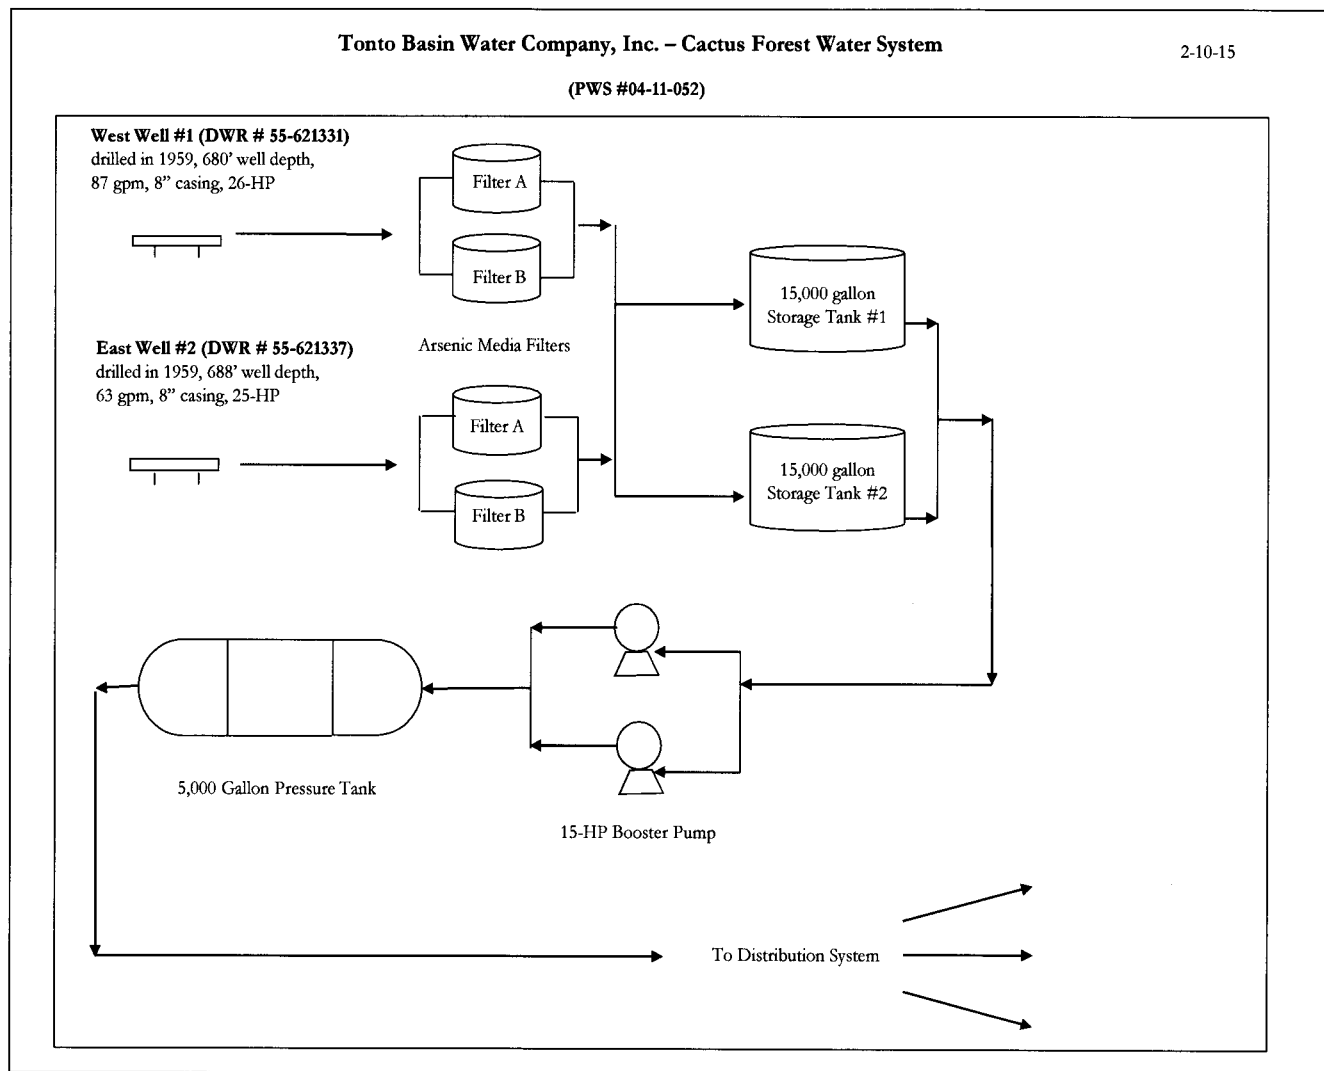 Tonto Basin Water Company, Inc. – Cactus Forest Water System
2-10-15
(PWS #04-11-052)
West Well #1 (DWR # 55-621331)
drilled in 1959, 680' well depth,
87 gpm, 8” casing, 26-HP
Filter A
Filter B
Arsenic Media Filters
15,000 gallon
Storage Tank #1
East Well #2 (DWR # 55-621337)
drilled in 1959, 688’ well depth,
63 gpm, 8” casing, 25-HP
Filter A
Filter B
15,000 gallon
Storage Tank #2
5,000 Gallon Pressure Tank
15-HP Booster Pump
To Distribution System